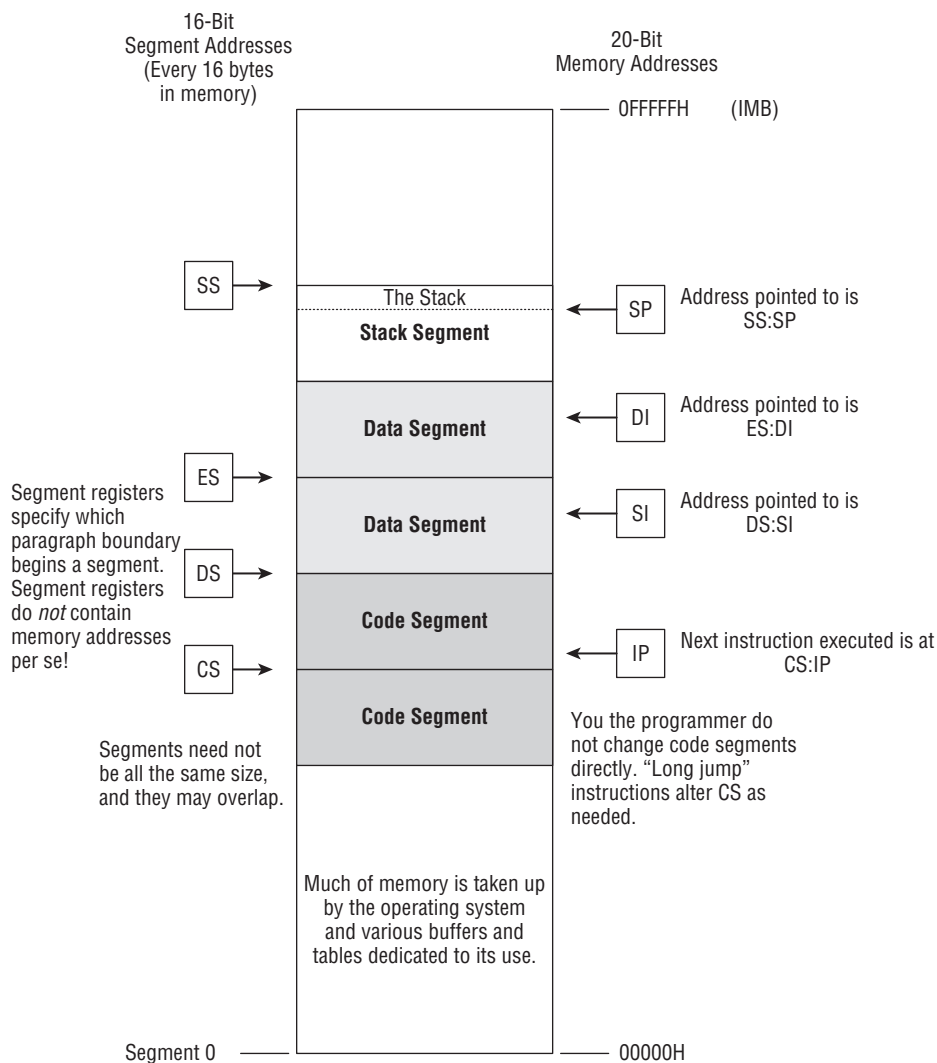 16-Bit
Segment Addresses
(Every 16 bytes
in memory)
20-Bit
Memory Addresses
0FFFFFH (IMB)
SS
The Stack
Stack Segment
SP
Address pointed to is
SS:SP
Data Segment
DI
Address pointed to is
ES:DI
ES
Data Segment
SI
Address pointed to is
DS:SI
Segment registers
specify which
paragraph boundary
begins a segment.
Segment registers
do not contain
memory addresses
per se!
DS
Code Segment
IP
Next instruction executed is at
CS:IP
CS
Code Segment
Segments need not
be all the same size,
and they may overlap.
You the programmer do
not change code segments
directly. “Long jump”
instructions alter CS as
needed.
Much of memory is taken up
by the operating system
and various buffers and
tables dedicated to its use.
Segment 0
00000H